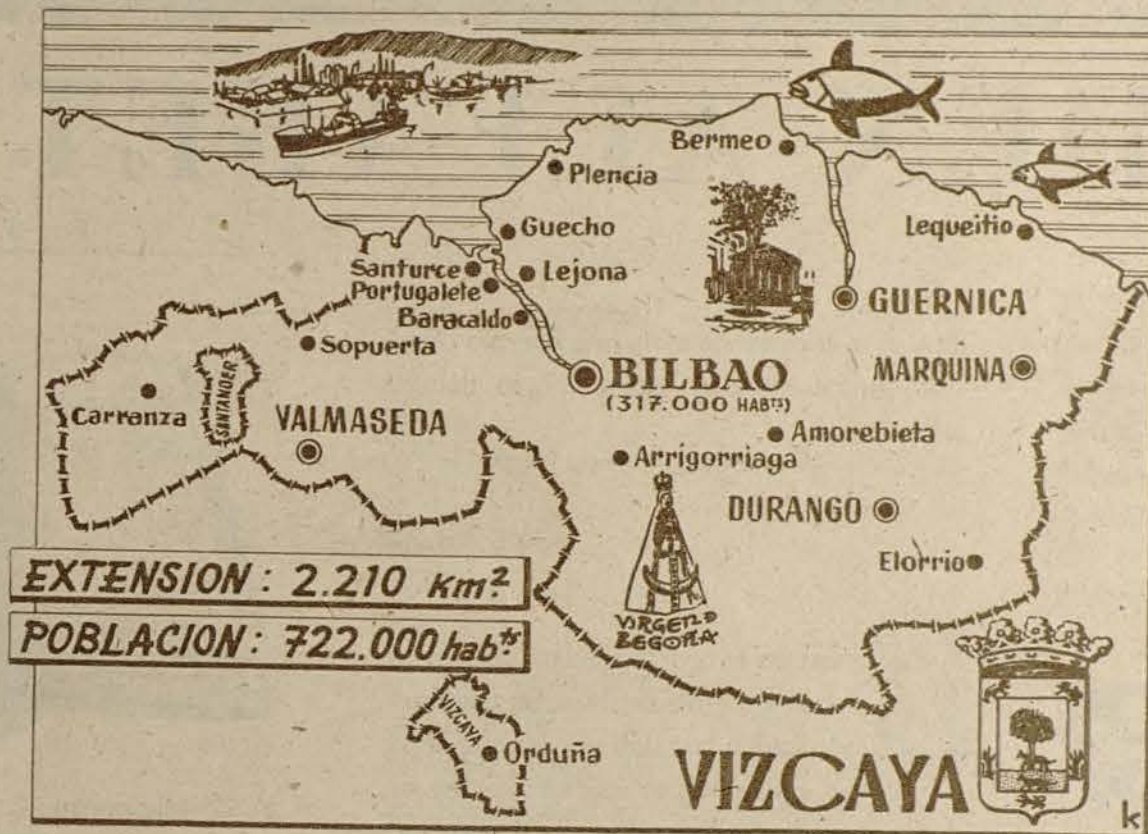 Bermeo
Plencia
Guecho
Lequeitio
Santurce
Lejona
Portugalete
GUERNICA
Baracaldo
Sopuerta
BILBAO
(317.000 HABTS)
MARQUINA
Carranza
SANTANDER
VALMASEDA
Amorebieta
Arrigorriaga
DURANGO
Elorrio
EXTENSION: 2.210 Km²
VIRGEN D
BEGOÑA
POBLACION: 722.000 habts
VIZCAYA
Orduña
VIZCAYA
k